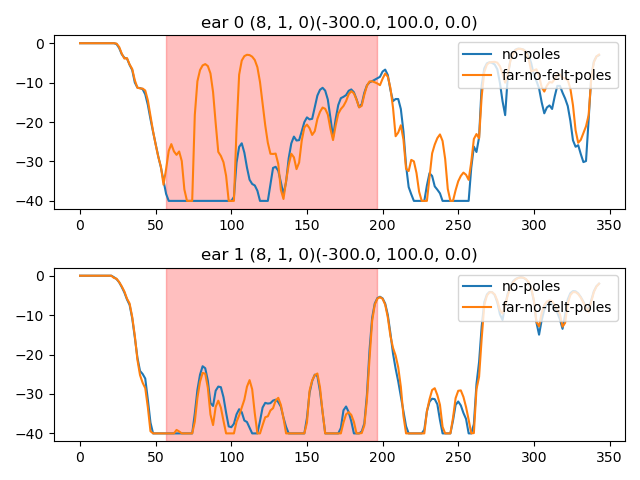 ear 0 (8, 1, 0)(-300.0, 100.0, 0.0)
0
−10
−20
−30
−40
no-poles
far-no-felt-poles
0 50 100 150 200 250 300 350
ear 1 (8, 1, 0)(-300.0, 100.0, 0.0)
0
−10
−20
−30
−40
no-poles
far-no-felt-poles
0 50 100 150 200 250 300 350